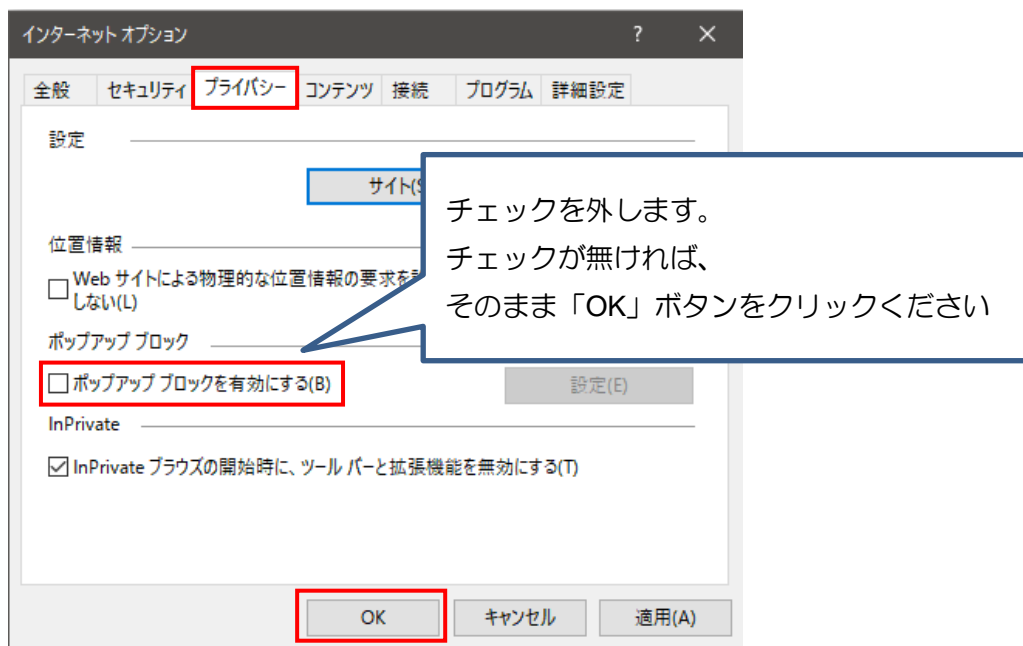 インターネット オプション ? ×
全般 セキュリティ プライバシー コンテンツ 接続 プログラム 詳細設定
設定
サイト(S
チェックを外します。
チェックが無ければ、
そのまま「OK」ボタンをクリックください
位置情報
Web サイトによる物理的な位置情報の要求を
しない(L)
ポップアップ ブロック
ポップアップ ブロックを有効にする(B)
設定(E)
InPrivate
InPrivate ブラウズの開始時に、ツール バーと拡張機能を無効にする(T)
OK キャンセル 適用(A)